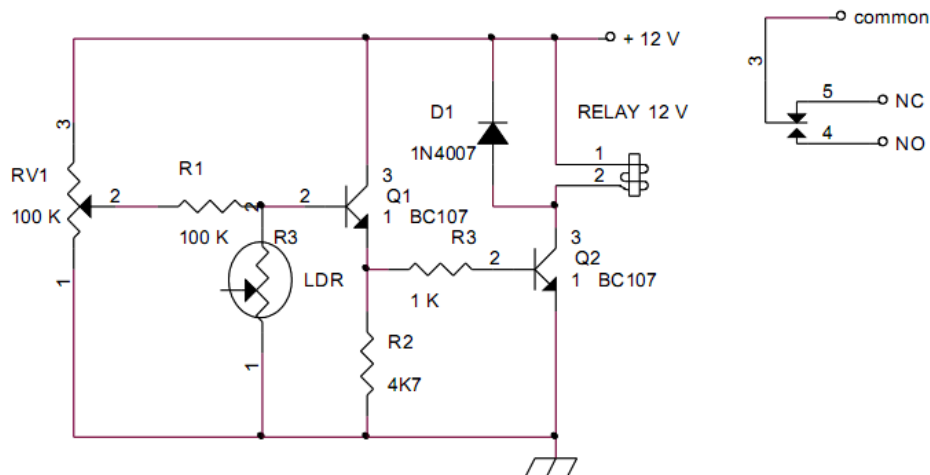 common
+ 12 V
3
5
NC
D1
RELAY 12 V
4
NO
3
1N4007
1
RV1
R1
3
2
2
2
2
Q1
100 K
1
BC107
R3
3
100 K
R3
2
Q2
1
LDR
1 K
1
BC107
R2
1
4K7